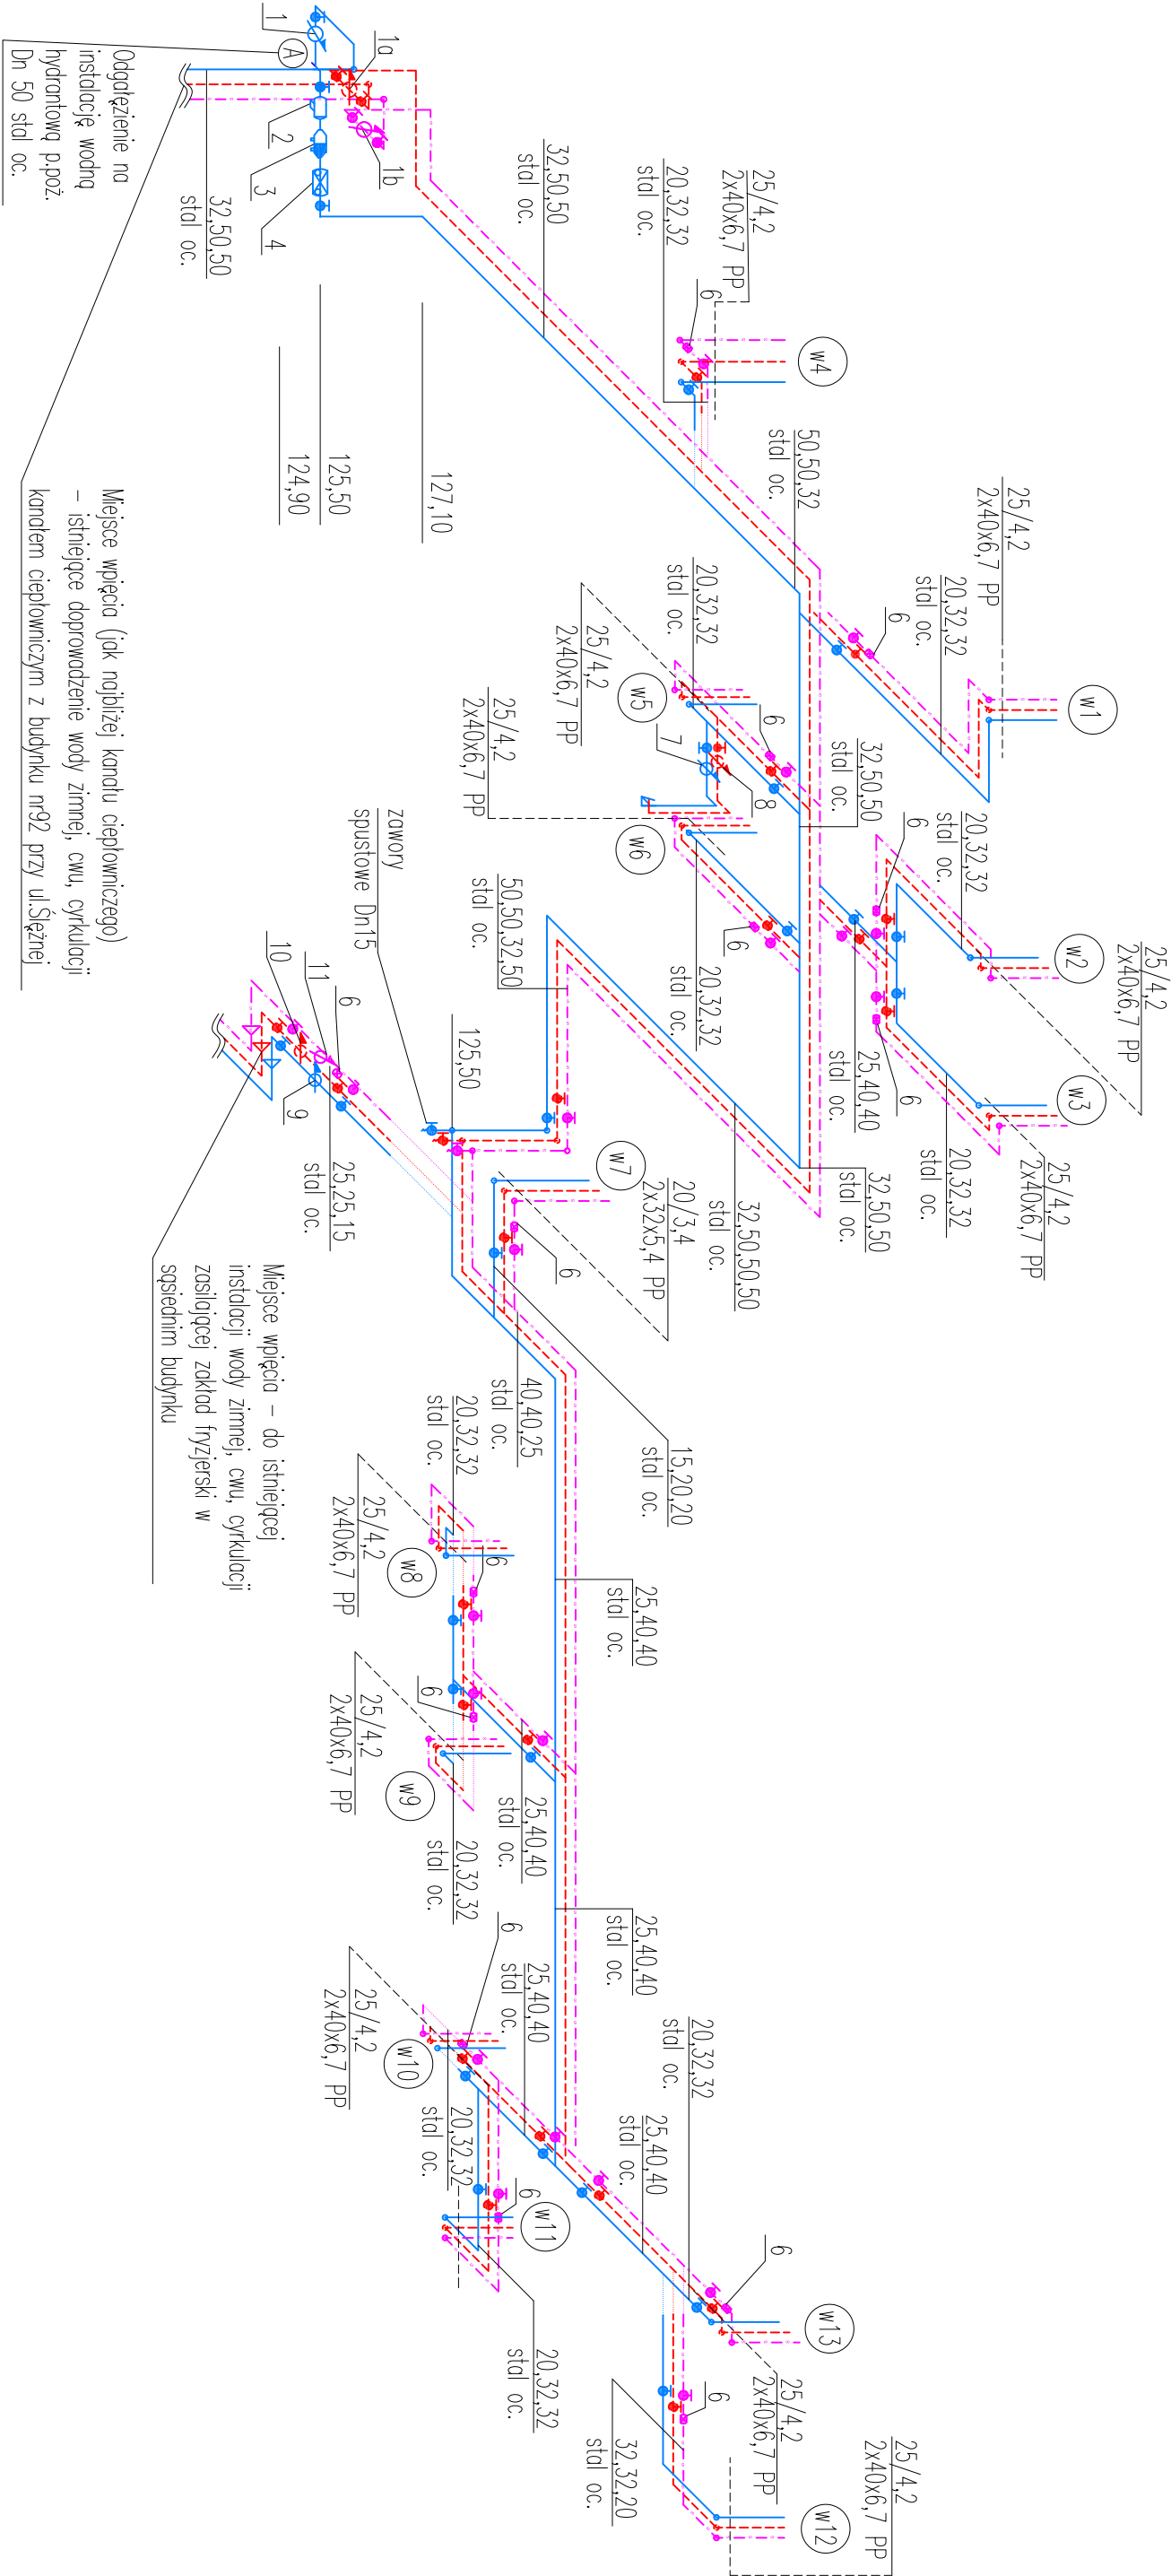 1
1a
A
2
3
1b
4
Odgałęzienie na
instalację wodną
hydrantową p.poż.
Dn 50 stal oc.
32,50,50
stal oc.
32,50,50
stal oc.
25/4,2
2x40x6,7 PP
20,32,32
stal oc.
6
w4
50,50,32
stal oc.
127,10
125,50
124,90
Miejsce wpięcia (jak najbliżej kanału ciepłowniczego)
– istniejące doprowadzenie wody zimnej, cwu, cyrkulacji
kanałem ciepłowniczym z budynku nr92 przy ul.Ślężnej
25/4,2
2x40x6,7 PP
20,32,32
stal oc.
6
w1
20,32,32
stal oc.
25/4,2
2x40x6,7 PP
w5
7
6
8
32,50,50
stal oc.
25/4,2
2x40x6,7 PP
w6
6
20,32,32
stal oc.
20,32,32
stal oc.
6
w2
25/4,2
2x40x6,7 PP
25,40,40
stal oc.
6
w3
20,32,32
stal oc.
25/4,2
2x40x6,7 PP
32,50,50
stal oc.
32,50,50,50
stal oc.
50,50,32,50
stal oc.
zawory
spustowe Dn15
125,50
10
11
6
9
25,25,15
stal oc.
Miejsce wpięcia – do istniejącej
instalacji wody zimnej, cwu, cyrkulacji
zasilającej zakład fryzjerski w
sąsiednim budynku
w7
20/3,4
2x32x5,4 PP
6
40,40,25
stal oc.
15,20,20
stal oc.
20,32,32
stal oc.
25/4,2
2x40x6,7 PP
w8
6
25,40,40
stal oc.
25/4,2
2x40x6,7 PP
6
w9
25,40,40
stal oc.
20,32,32
stal oc.
25,40,40
stal oc.
6
25,40,40
stal oc.
25/4,2
2x40x6,7 PP
w10
20,32,32
stal oc.
6
w11
20,32,32
stal oc.
20,32,32
stal oc.
25,40,40
stal oc.
6
w13
25/4,2
2x40x6,7 PP
6
32,32,20
stal oc.
25/4,2
2x40x6,7 PP
w12